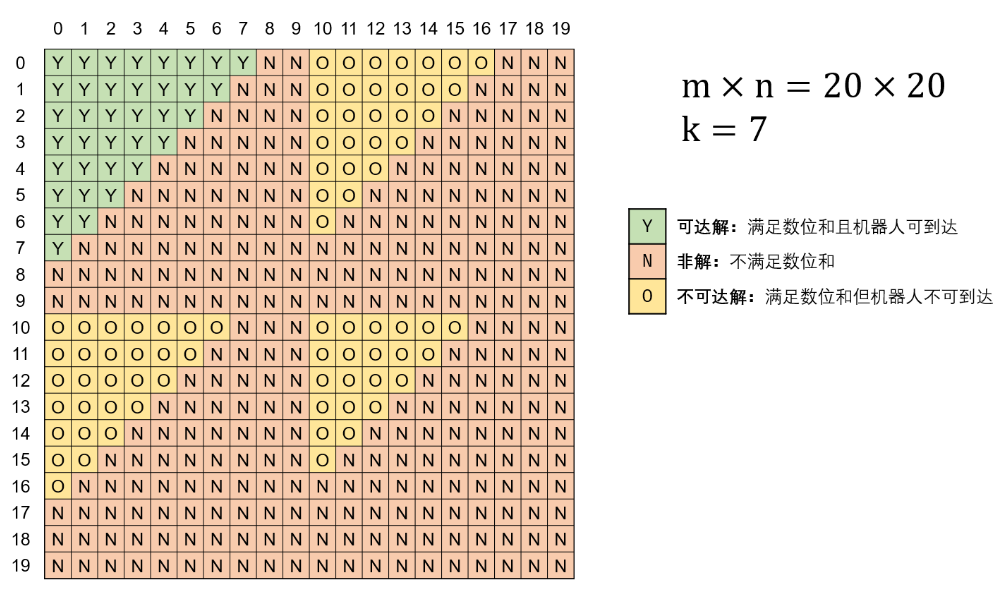 0 1 2 3 4 5 6 7 8 9 10 11 12 13 14 15 16 17 18 19
0 Y Y Y Y Y Y Y Y N N O O O O O O O N N N
1 Y Y Y Y Y Y Y N N N O O O O O O N N N N
2 Y Y Y Y Y Y N N N N O O O O O N N N N N
3 Y Y Y Y Y N N N N N O O O O N N N N N N
4 Y Y Y Y N N N N N N O O O N N N N N N N
5 Y Y Y N N N N N N N O O N N N N N N N N
6 Y Y N N N N N N N N O N N N N N N N N N
7 Y N N N N N N N N N N N N N N N N N N N
8 N N N N N N N N N N N N N N N N N N N N
9 N N N N N N N N N N N N N N N N N N N N
10 O O O O O O O N N N O O O O O O N N N N
11 O O O O O O N N N N O O O O O N N N N N
12 O O O O O N N N N N O O O O N N N N N N
13 O O O O N N N N N N O O O N N N N N N N
14 O O O N N N N N N N O O N N N N N N N N
15 O O N N N N N N N N O N N N N N N N N N
16 O N N N N N N N N N N N N N N N N N N N
17 N N N N N N N N N N N N N N N N N N N N
18 N N N N N N N N N N N N N N N N N N N N
19 N N N N N N N N N N N N N N N N N N N N
m × n = 20 × 20
k = 7
Y 可达解：满足数位和且机器人可到达
N 非解：不满足数位和
O 不可达解：满足数位和但机器人不可到达